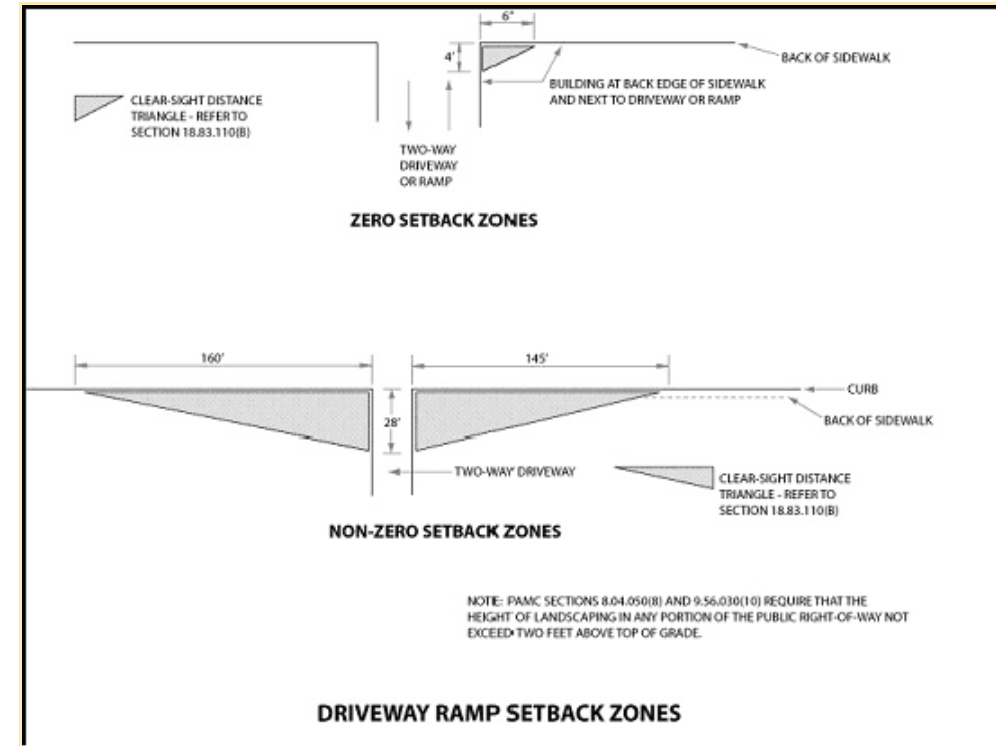 6"
4'
BACK OF SIDEWALK
BUILDING AT BACK EDGE OF SIDEWALK
AND NEXT TO DRIVEWAY OR RAMP
CLEAR-SIGHT DISTANCE
TRIANGLE - REFER TO
SECTION 18.83.110(B)
TWO-WAY
DRIVEWAY
OR RAMP
ZERO SETBACK ZONES
160'
145'
CURB
28'
BACK OF SIDEWALK
TWO-WAY DRIVEWAY
CLEAR-SIGHT DISTANCE
TRIANGLE - REFER TO
SECTION 18.83.110(B)
NON-ZERO SETBACK ZONES
NOTE: PAMC SECTIONS 8.04.050(8) AND 9.56.030(10) REQUIRE THAT THE
HEIGHT OF LANDSCAPING IN ANY PORTION OF THE PUBLIC RIGHT-OF-WAY NOT
EXCEED TWO FEET ABOVE TOP OF GRADE.
DRIVEWAY RAMP SETBACK ZONES